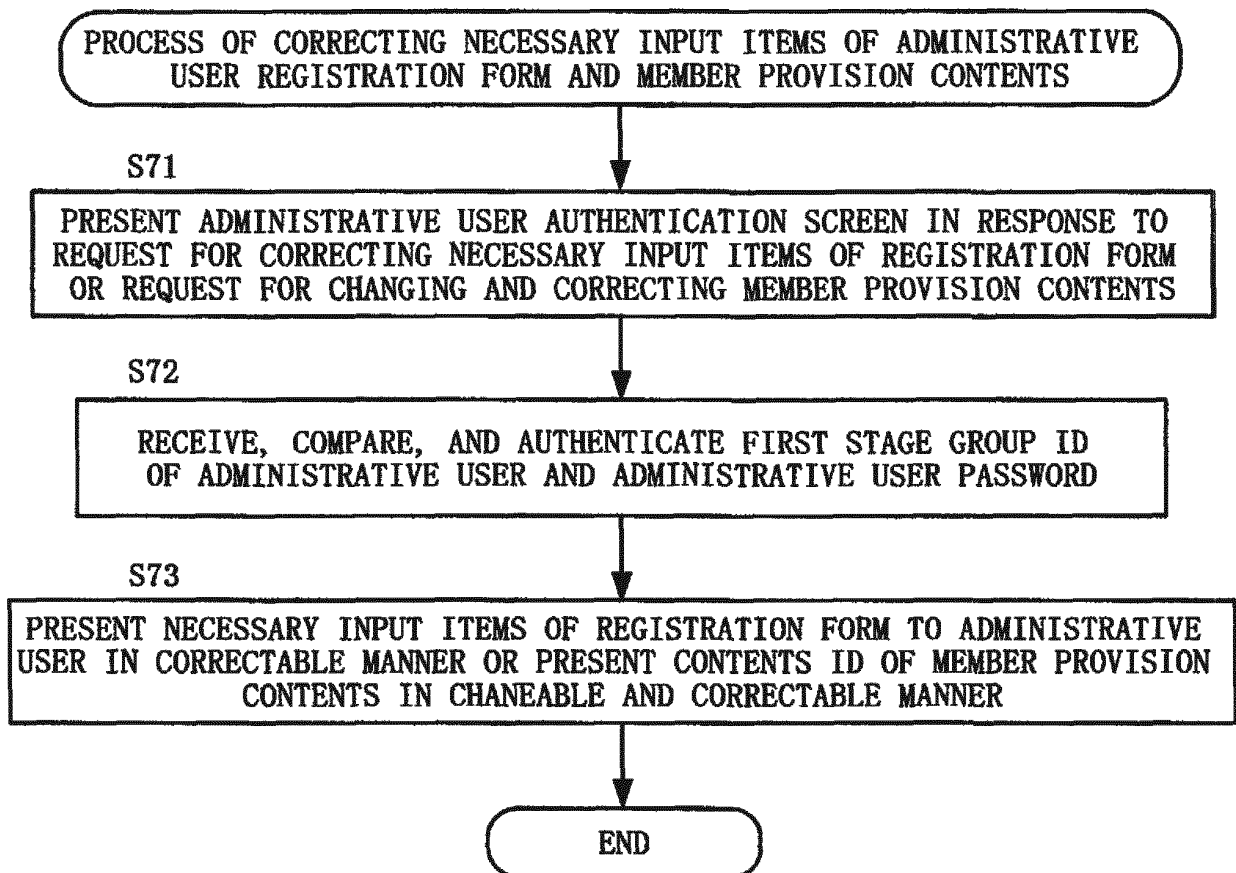 PROCESS OF CORRECTING NECESSARY INPUT ITEMS OF ADMINISTRATIVE
USER REGISTRATION FORM AND MEMBER PROVISION CONTENTS
S71
PRESENT ADMINISTRATIVE USER AUTHENTICATION SCREEN IN RESPONSE TO
REQUEST FOR CORRECTING NECESSARY INPUT ITEMS OF REGISTRATION FORM
OR REQUEST FOR CHANGING AND CORRECTING MEMBER PROVISION CONTENTS
S72
RECEIVE, COMPARE, AND AUTHENTICATE FIRST STAGE GROUP ID
OF ADMINISTRATIVE USER AND ADMINISTRATIVE USER PASSWORD
S73
PRESENT NECESSARY INPUT ITEMS OF REGISTRATION FORM TO ADMINISTRATIVE
USER IN CORRECTABLE MANNER OR PRESENT CONTENTS ID OF MEMBER PROVISION
CONTENTS IN CHANEABLE AND CORRECTABLE MANNER
END